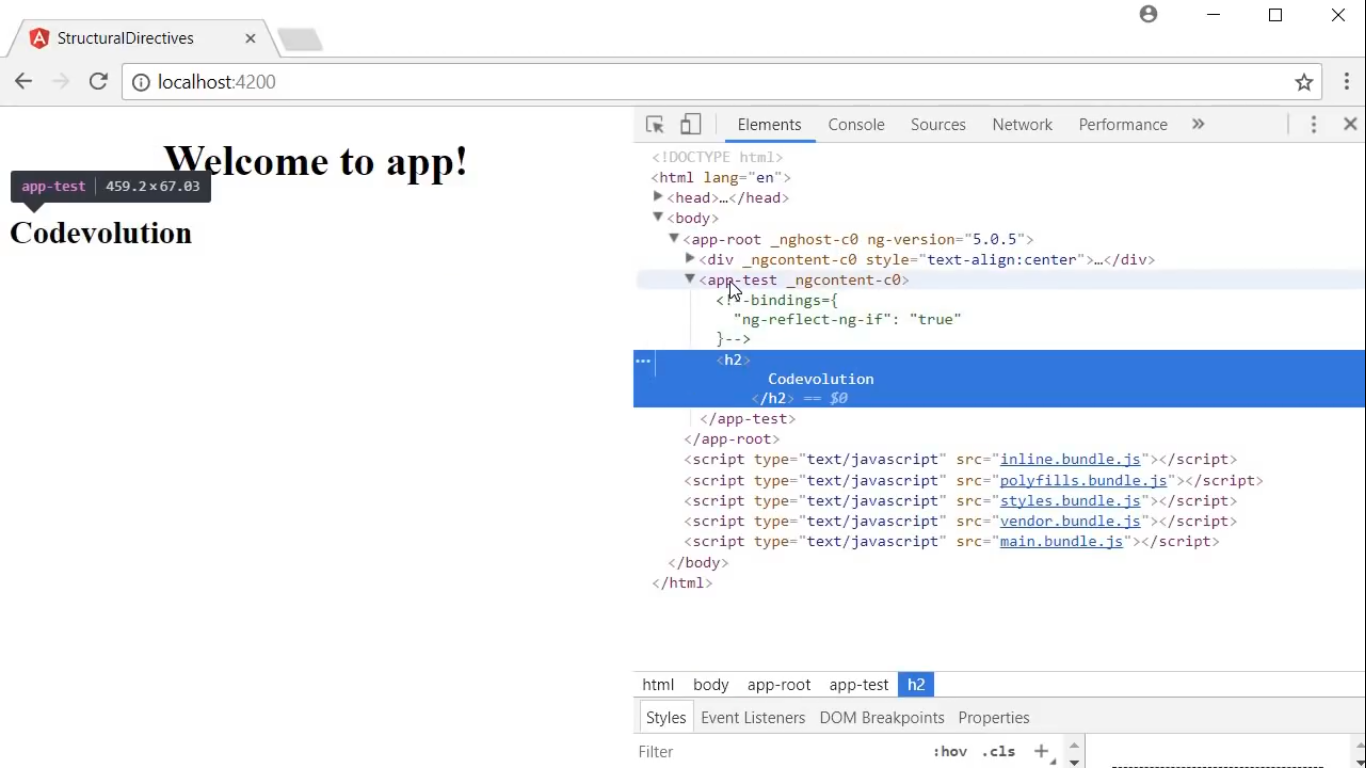 StructuralDirectives
localhost:4200
Welcome to app!
app-test 459.2×67.03
Codevolution
Elements Console Sources Network Performance »
<!DOCTYPE html>
<html lang="en">
<head>…</head>
<body>
<app-root _nghost-c0 ng-version="5.0.5">
<div _ngcontent-c0 style="text-align:center">…</div>
<app-test _ngcontent-c0>
<!--bindings={
"ng-reflect-ng-if": "true"
}-->
<h2>
Codevolution
</h2> == $0
</app-test>
</app-root>
<script type="text/javascript" src="inline.bundle.js"></script>
<script type="text/javascript" src="polyfills.bundle.js"></script>
<script type="text/javascript" src="styles.bundle.js"></script>
<script type="text/javascript" src="vendor.bundle.js"></script>
<script type="text/javascript" src="main.bundle.js"></script>
</body>
</html>
html body app-root app-test h2
Styles Event Listeners DOM Breakpoints Properties
Filter :hov .cls +